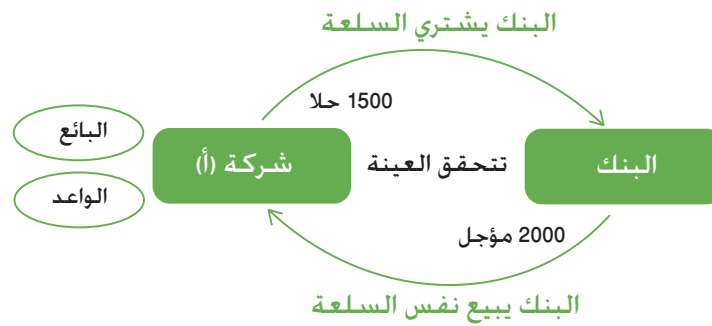 البنك يشتري السلعة
1500 حلا
البائع
شركة (أ)
تتحقق العينة
البنك
الواعد
2000 مؤجل
البنك يبيع نفس السلعة